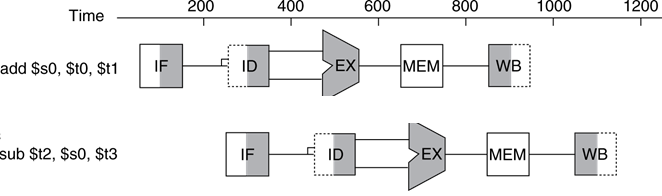 Time 200 400 600 800 1000 1200
add $s0, $t0, $t1 IF ID EX MEM WB
sub $t2, $s0, $t3 IF ID EX MEM WB